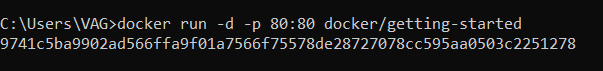 C:\Users\VAG>docker run -d -p 80:80 docker/getting-started
9741c5ba9902ad566ffa9f01a7566f75578de28727078cc595aa0503c2251278